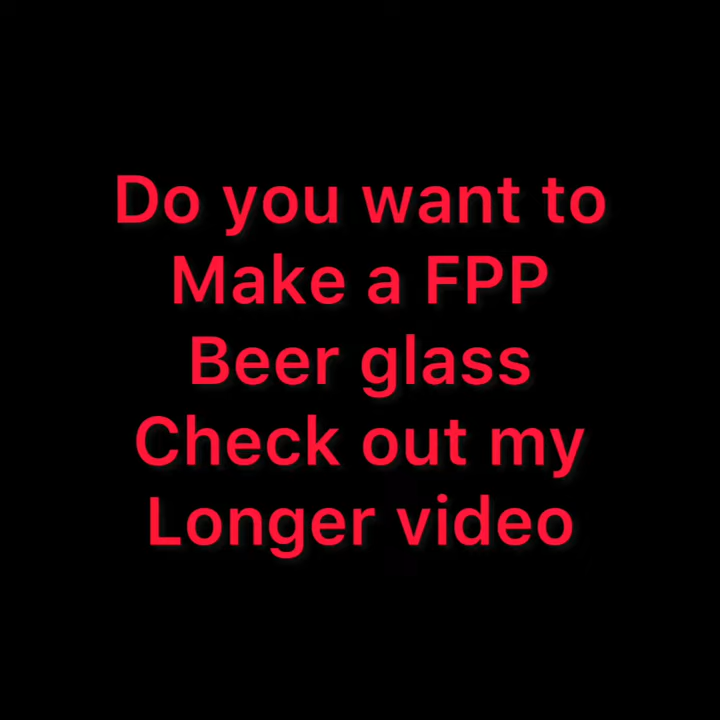 Do you want to
Make a FPP
Beer glass
Check out my
Longer video